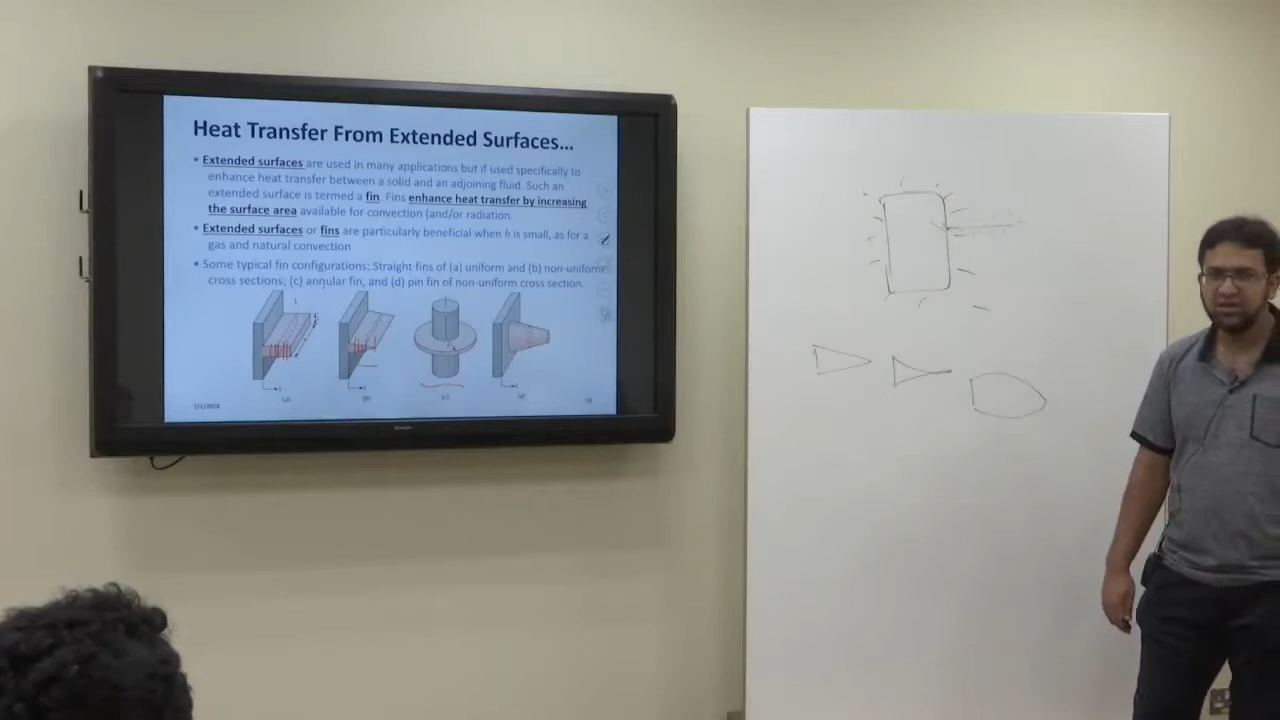 Heat Transfer From Extended Surfaces...
• Extended surfaces are used in many applications but if used specifically to
enhance heat transfer between a solid and an adjoining fluid. Such an
extended surface is termed a fin. Fins enhance heat transfer by increasing
the surface area available for convection (and/or radiation.
• Extended surfaces or fins are particularly beneficial when h is small, as for a
gas and natural convection
• Some typical fin configurations: Straight fins of (a) uniform and (b) non-uniform
cross sections; (c) annular fin, and (d) pin fin of non-uniform cross section.
(a) (b) (c) (d)